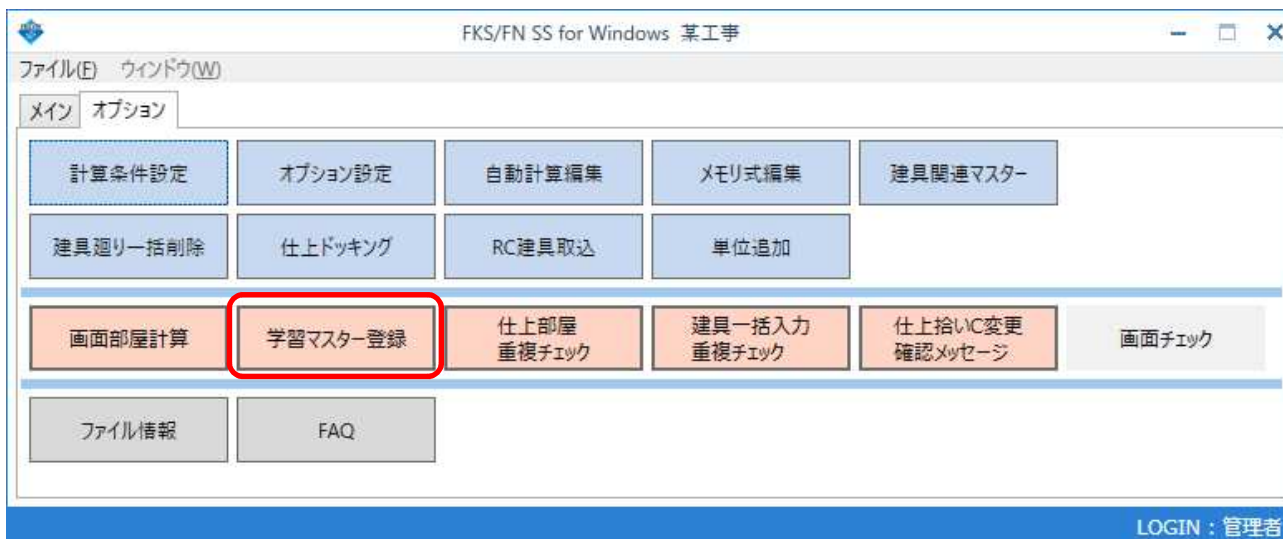 FKS/FN SS for Windows 某工事
ファイル(F) ウィンドウ(W)
メイン オプション
計算条件設定 オプション設定 自動計算編集 メモリ式編集 建具関連マスター
建具廻り一括削除 仕上ドッキング RC建具取込 単位追加
画面部屋計算 学習マスター登録 仕上部屋 建具一括入力 仕上拾いC変更 画面チェック
重複チェック 重複チェック 確認メッセージ
ファイル情報 FAQ
LOGIN:管理者